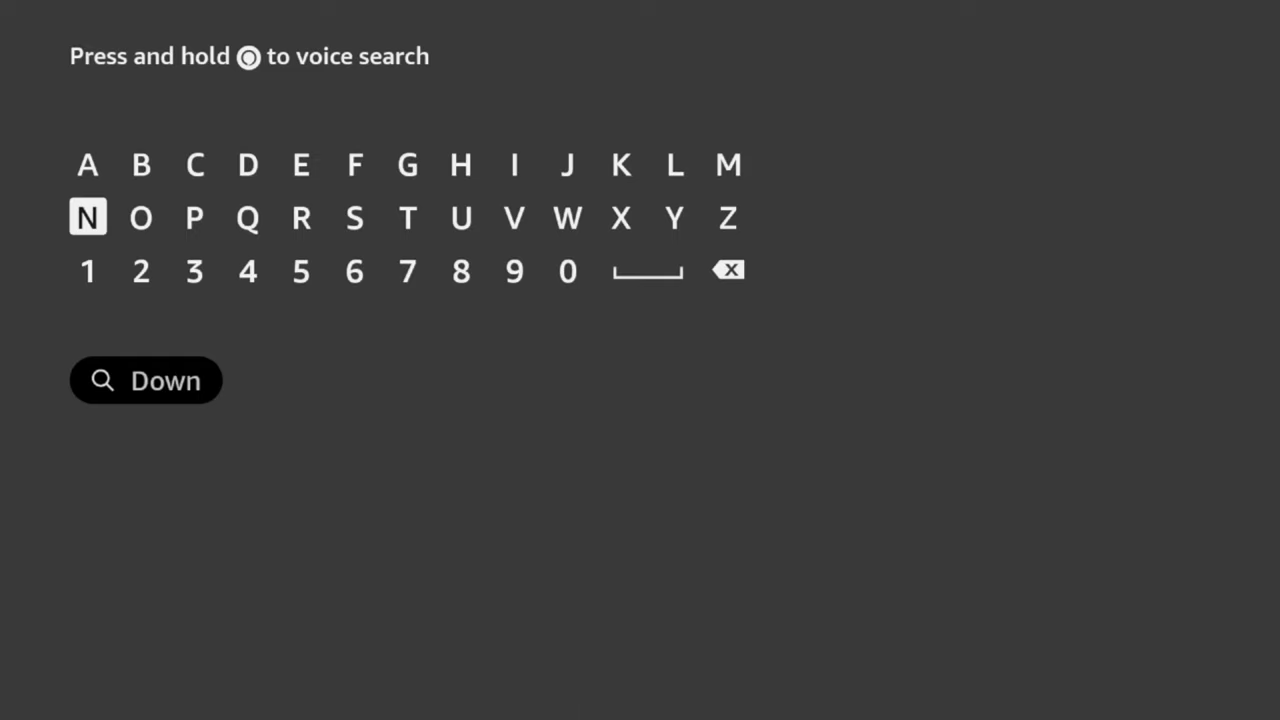 Press and hold to voice search
A B C D E F G H I J K L M
N O P Q R S T U V W X Y Z
1 2 3 4 5 6 7 8 9 0
Down